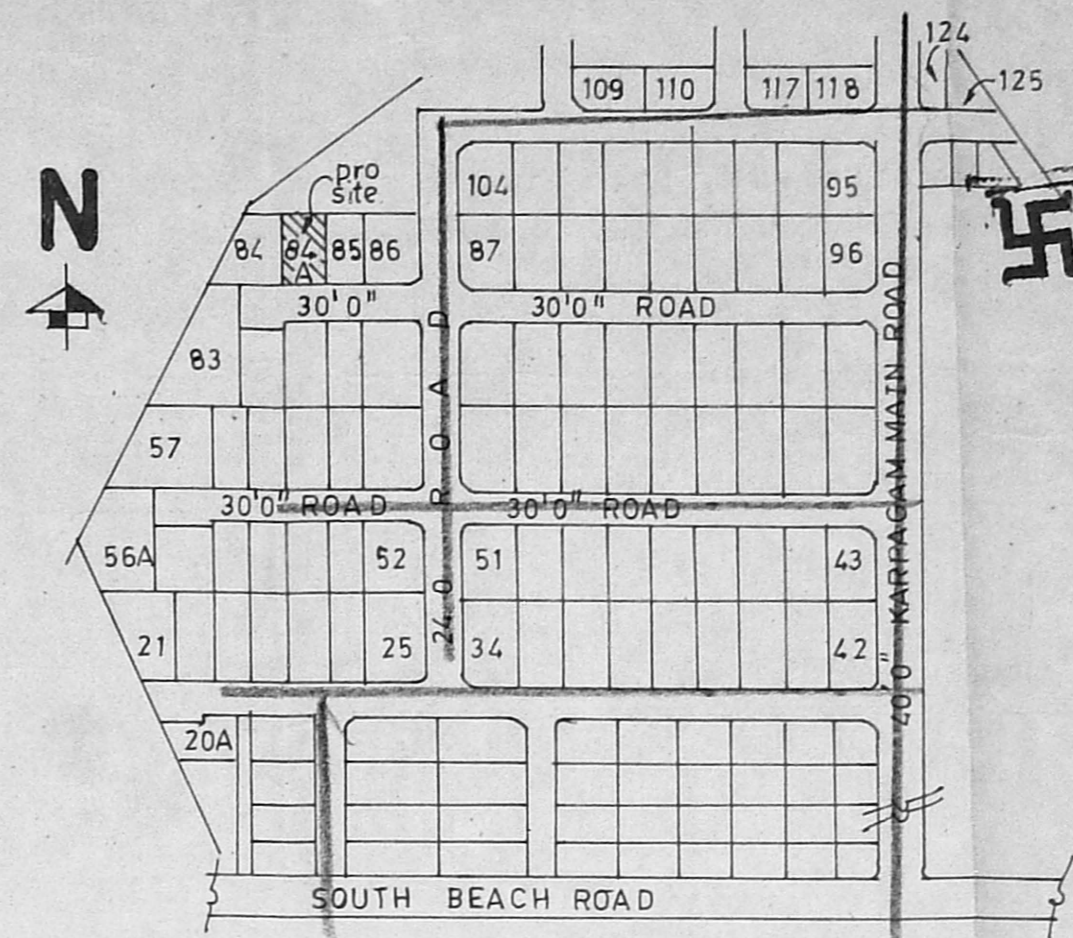 124
125
109 110 117 118
N
pro
site.
104 95
84 84 85 86 87 96
A
30'0" 30'0" ROAD
83
57
24'0" ROAD
40'0" KARPAGAM MAIN ROAD
30'0" ROAD 30'0" ROAD
56A 52 51 43
21 25 34 42
20A
SOUTH BEACH ROAD